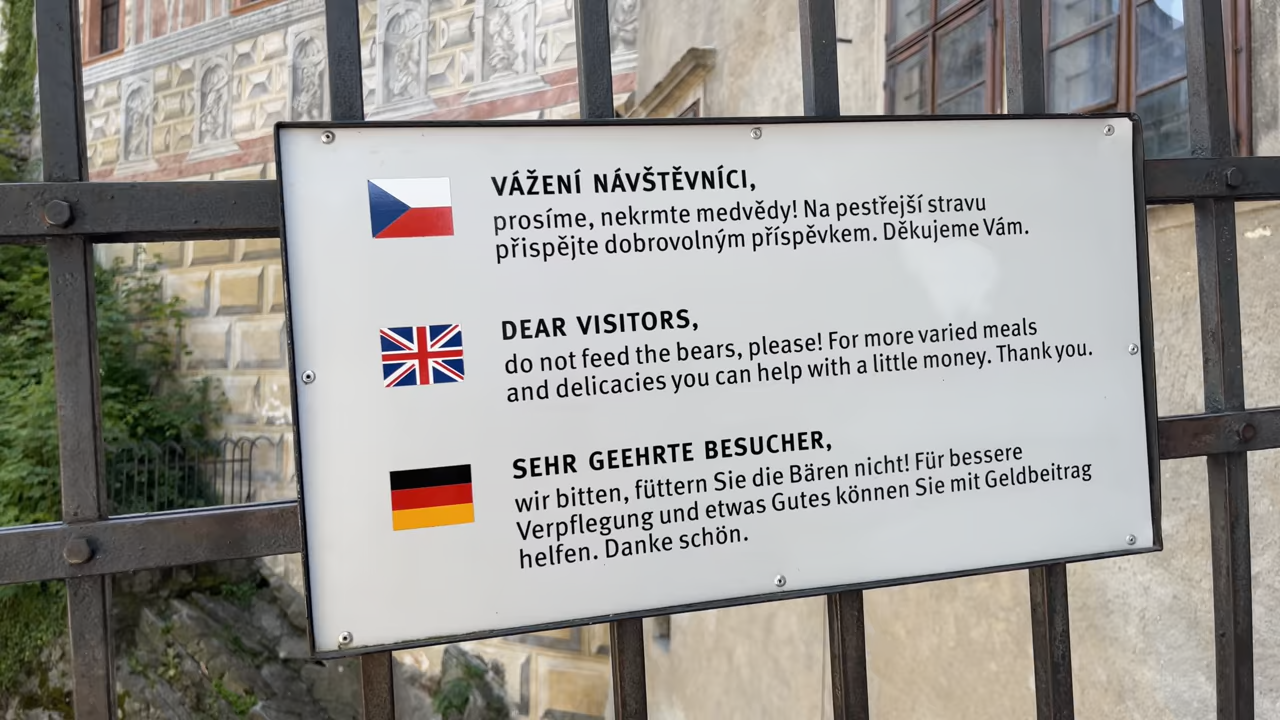 VÁŽENÍ NÁVŠTĚVNÍCI,
prosíme, nekrmte medvědy! Na pestřejší stravu
přispějte dobrovolným příspěvkem. Děkujeme Vám.
DEAR VISITORS,
do not feed the bears, please! For more varied meals
and delicacies you can help with a little money. Thank you.
SEHR GEEHRTE BESUCHER,
wir bitten, füttern Sie die Bären nicht! Für bessere
Verpflegung und etwas Gutes können Sie mit Geldbeitrag
helfen. Danke schön.